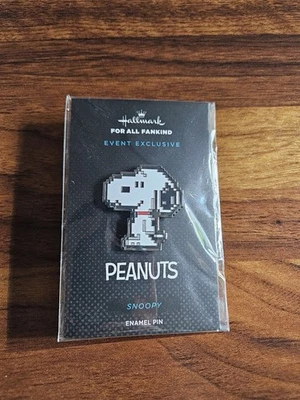 Hallmark
FOR ALL FANKIND
EVENT EXCLUSIVE
PEANUTS
SNOOPY
ENAMEL PIN